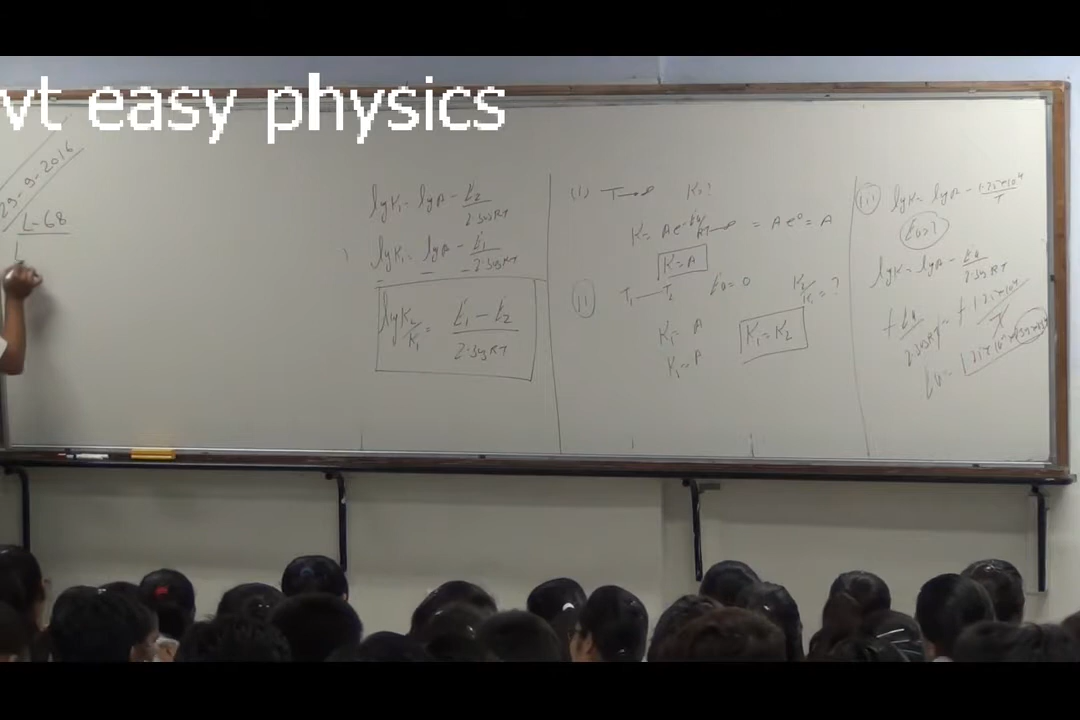 vt easy physics
29-9-2016
L-68
log K₂ = log A - E₂ / 2.303RT
log K₁ = log A - E₁ / 2.303RT
log K₂/K₁ = E₁ - E₂ / 2.303RT
(i) T→∞ K=?
K = A e^-Ea/RT→∞ = A e⁰ = A
K=A
(ii) T₁—T₂ Ea=0 K₂/K₁ = ?
K₁ = A
K₁ = K₂
K₂ = A
(iii) log K = log A - 1.25×10⁴ / T
Ea=?
log K = log A - Ea / 2.303RT
+ Ea / 2.303RT = + 1.25×10⁴ / T
Ea =